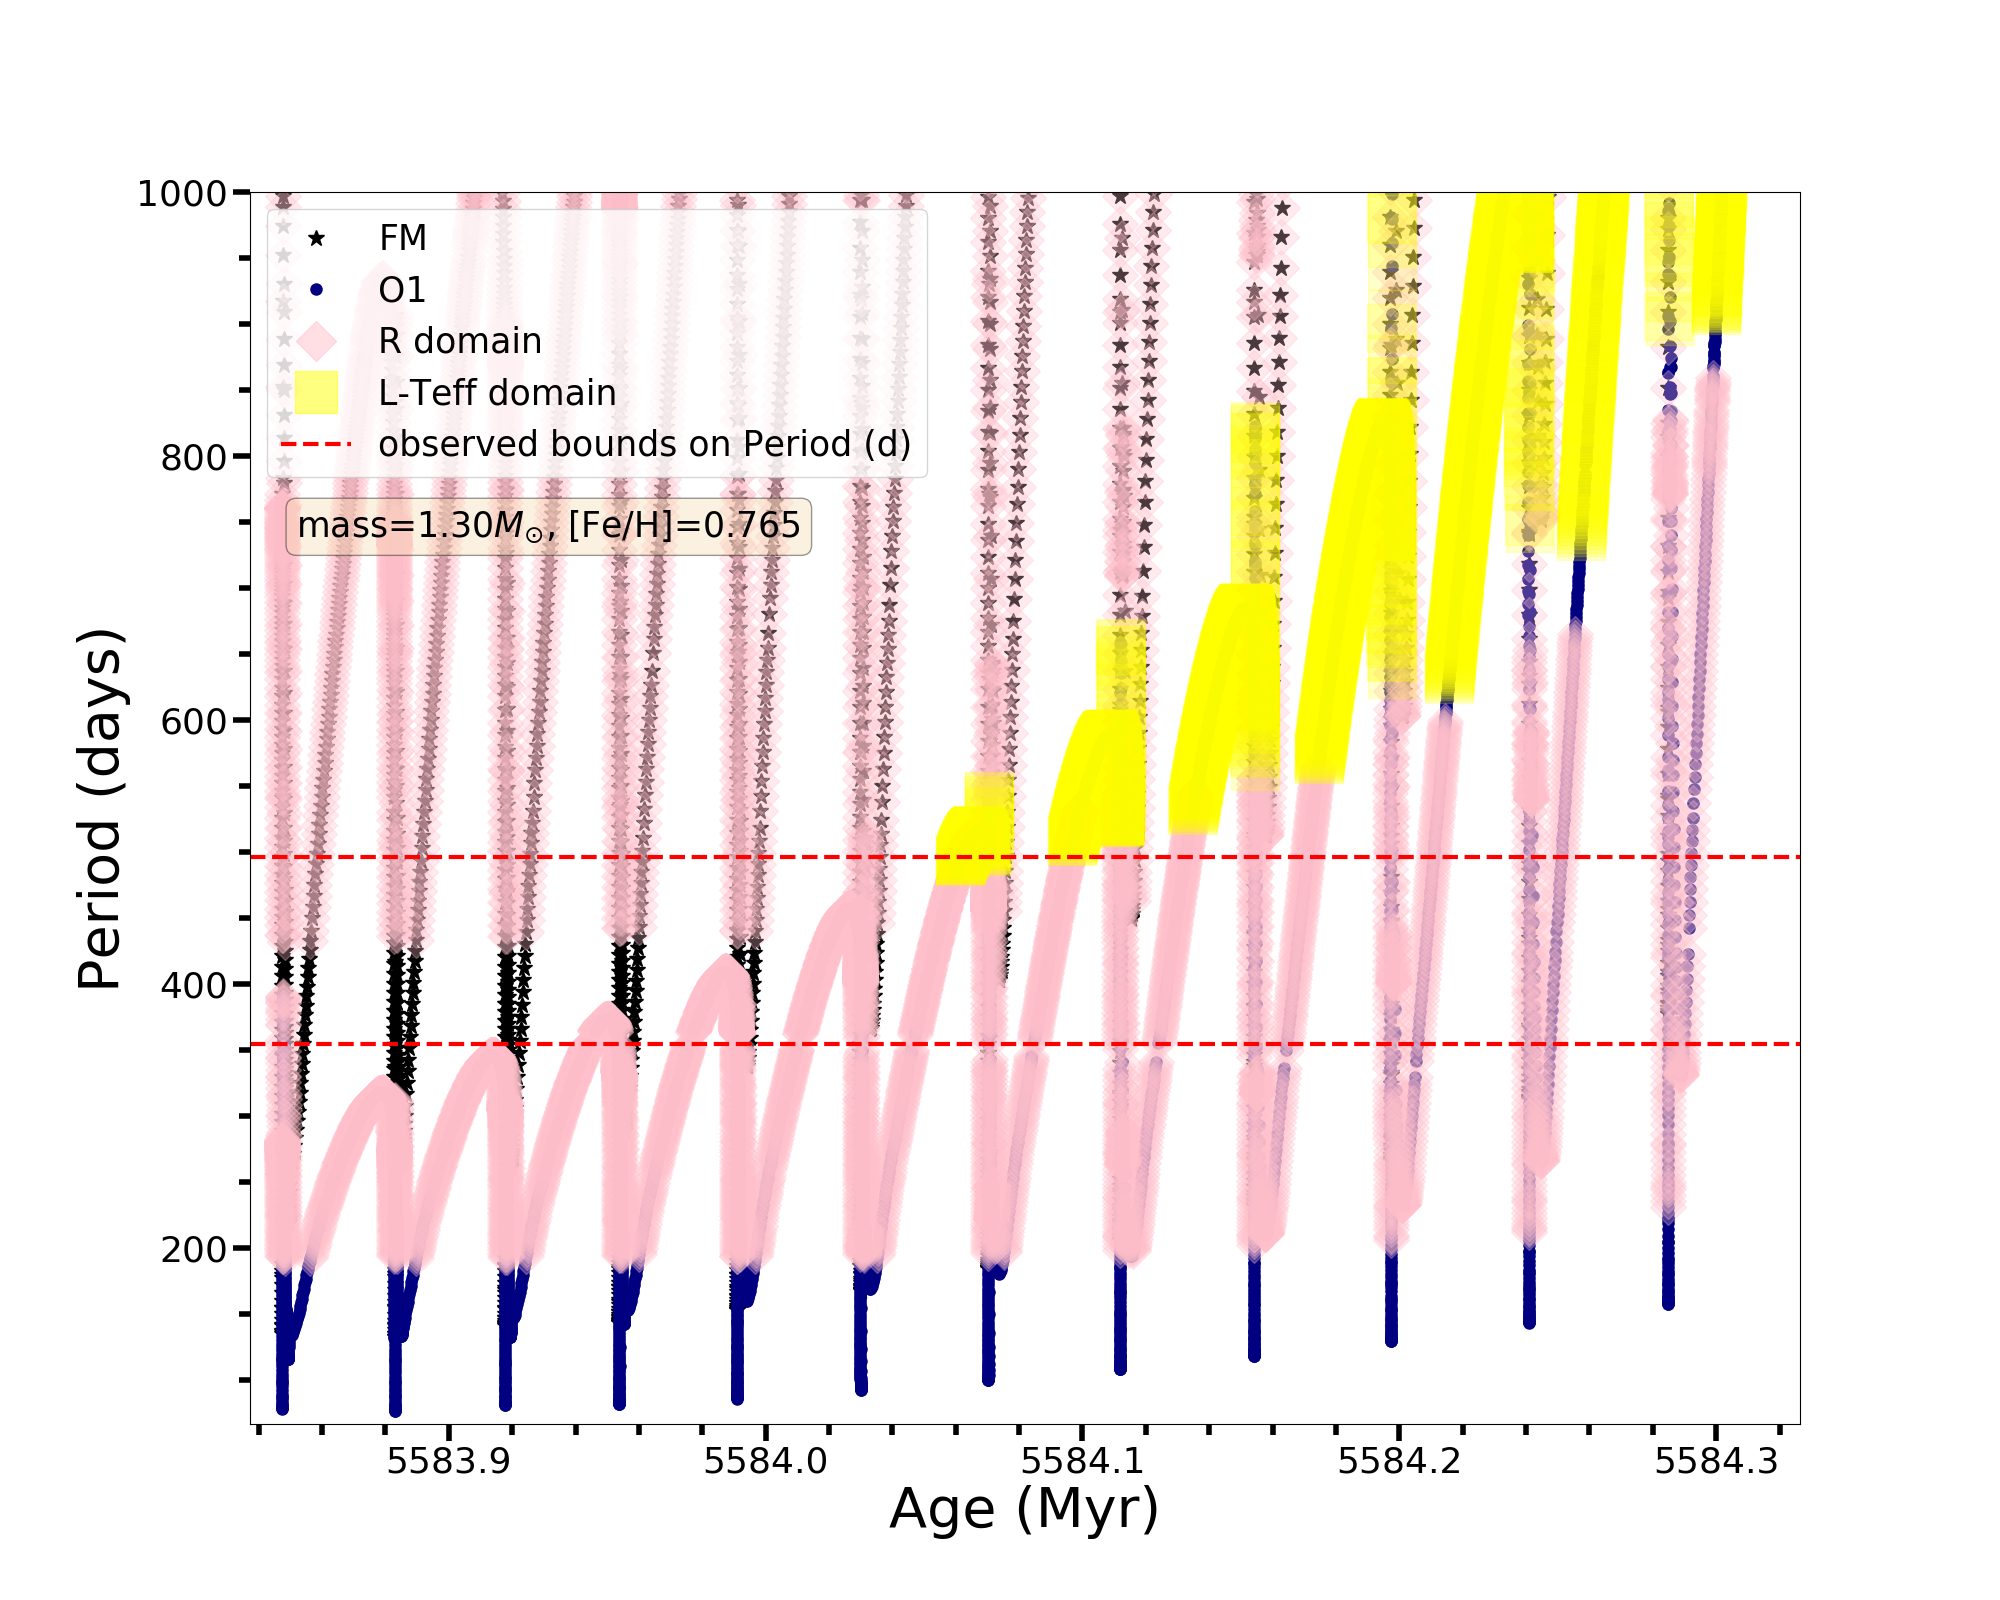 1000
800
600
400
200
Period (days)
FM
O1
R domain
L-Teff domain
observed bounds on Period (d)
mass=1.30M⊙, [Fe/H]=0.765
5583.9 5584.0 5584.1 5584.2 5584.3
Age (Myr)